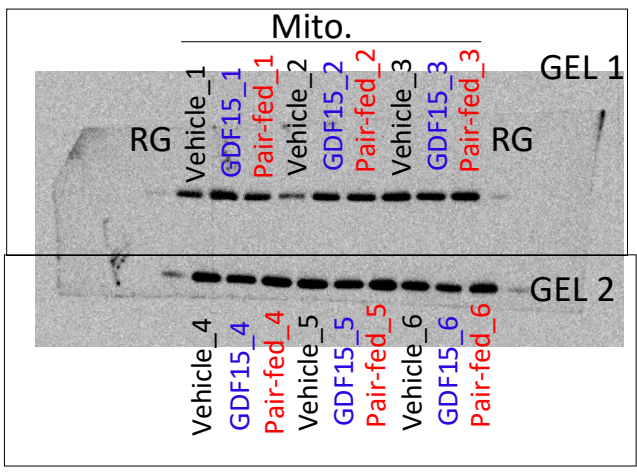 Mito.
GEL 1
RG
Vehicle_1
GDF15_1
Pair-fed_1
Vehicle_2
GDF15_2
Pair-fed_2
Vehicle_3
GDF15_3
Pair-fed_3
RG
GEL 2
Vehicle_4
GDF15_4
Pair-fed_4
Vehicle_5
GDF15_5
Pair-fed_5
Vehicle_6
GDF15_6
Pair-fed_6